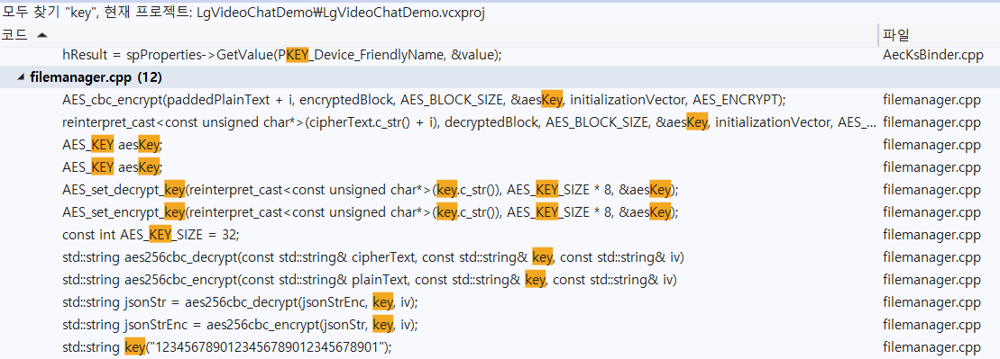 모두 찾기 "key", 현재 프로젝트: LgVideoChatDemo₩LgVideoChatDemo.vcxproj
코드 파일
hResult = spProperties->GetValue(PKEY_Device_FriendlyName, &value); AecKsBinder.cpp
filemanager.cpp (12)
AES_cbc_encrypt(paddedPlainText + i, encryptedBlock, AES_BLOCK_SIZE, &aesKey, initializationVector, AES_ENCRYPT); filemanager.cpp
reinterpret_cast<const unsigned char*>(cipherText.c_str() + i), decryptedBlock, AES_BLOCK_SIZE, &aesKey, initializationVector, AES_... filemanager.cpp
AES_KEY aesKey; filemanager.cpp
AES_KEY aesKey; filemanager.cpp
AES_set_decrypt_key(reinterpret_cast<const unsigned char*>(key.c_str()), AES_KEY_SIZE * 8, &aesKey); filemanager.cpp
AES_set_encrypt_key(reinterpret_cast<const unsigned char*>(key.c_str()), AES_KEY_SIZE * 8, &aesKey); filemanager.cpp
const int AES_KEY_SIZE = 32; filemanager.cpp
std::string aes256cbc_decrypt(const std::string& cipherText, const std::string& key, const std::string& iv) filemanager.cpp
std::string aes256cbc_encrypt(const std::string& plainText, const std::string& key, const std::string& iv) filemanager.cpp
std::string jsonStr = aes256cbc_decrypt(jsonStrEnc, key, iv); filemanager.cpp
std::string jsonStrEnc = aes256cbc_encrypt(jsonStr, key, iv); filemanager.cpp
std::string key("1234567890123456789012345678901"); filemanager.cpp